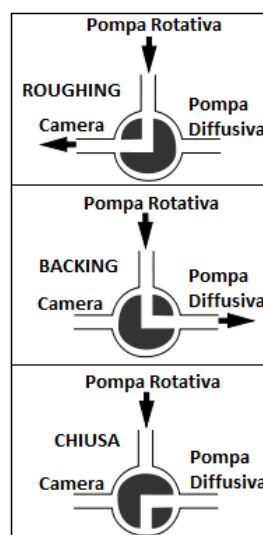 Pompa Rotativa
ROUGHING
Camera
Pompa
Diffusiva
Pompa Rotativa
BACKING
Camera
Pompa
Diffusiva
Pompa Rotativa
CHIUSA
Camera
Pompa
Diffusiva